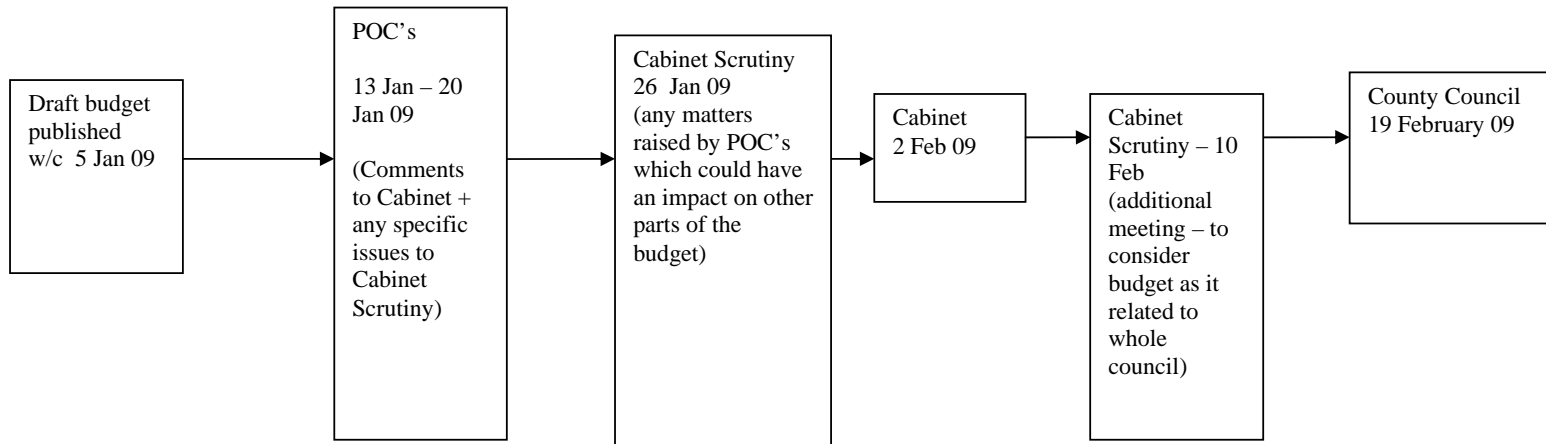 Draft budget
published
w/c  5 Jan 09
POC’s
13 Jan – 20
Jan 09
(Comments
to Cabinet +
any specific
issues to
Cabinet
Scrutiny)
Cabinet Scrutiny
26  Jan 09
(any matters
raised by POC’s
which could have
an impact on other
parts of the
budget)
Cabinet
2 Feb 09
Cabinet
Scrutiny – 10
Feb
(additional
meeting – to
consider
budget as it
related to
whole
council)
County Council
19 February 09